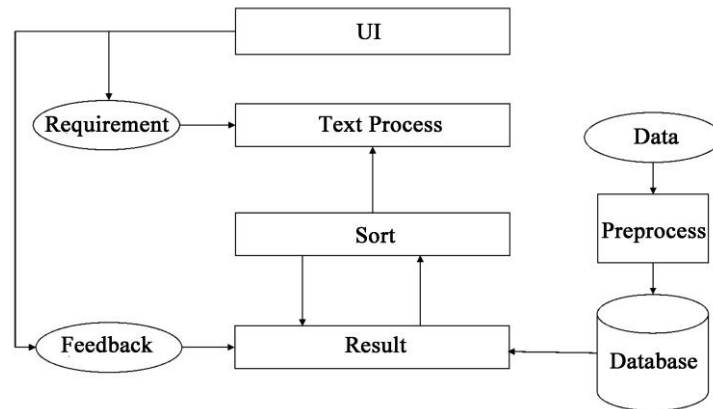 UI
Requirement
Text Process
Data
Sort
Preprocess
Feedback
Result
Database